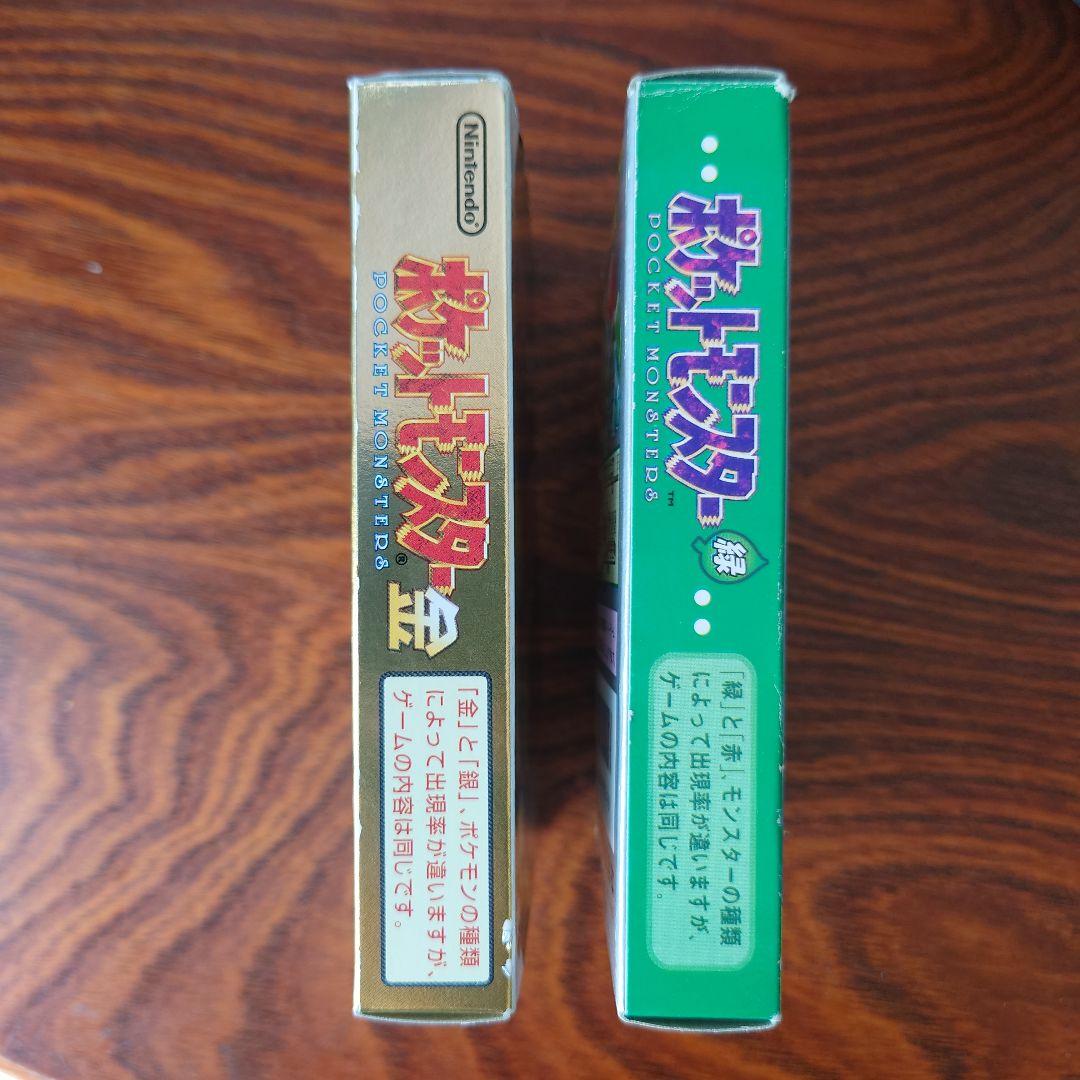 Nintendo®
ポケットモンスター
POCKET MONSTERS®
金
「金」と「銀」、ポケモンの種類
によって出現率が違いますが、
ゲームの内容は同じです。
ポケットモンスター
POCKET MONSTERS™
緑
「緑」と「赤」、モンスターの種類
によって出現率が違いますが、
ゲームの内容は同じです。